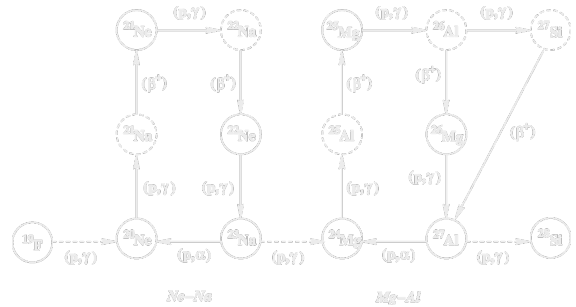 (p,γ) (p,γ) (p,γ)
²¹Ne ²²Na ²⁵Mg ²⁶Al ²⁷Si
(β⁺) (β⁺) (β⁺) (β⁺)
²¹Na ²²Ne ²⁵Al ²⁶Mg (β⁺)
(p,γ) (p,γ) (p,γ) (p,γ)
¹⁹F ²⁰Ne ²³Na ²⁴Mg ²⁷Al ²⁸Si
(p,γ) (p,α) (p,γ) (p,α) (p,γ)
Ne–Na Mg–Al